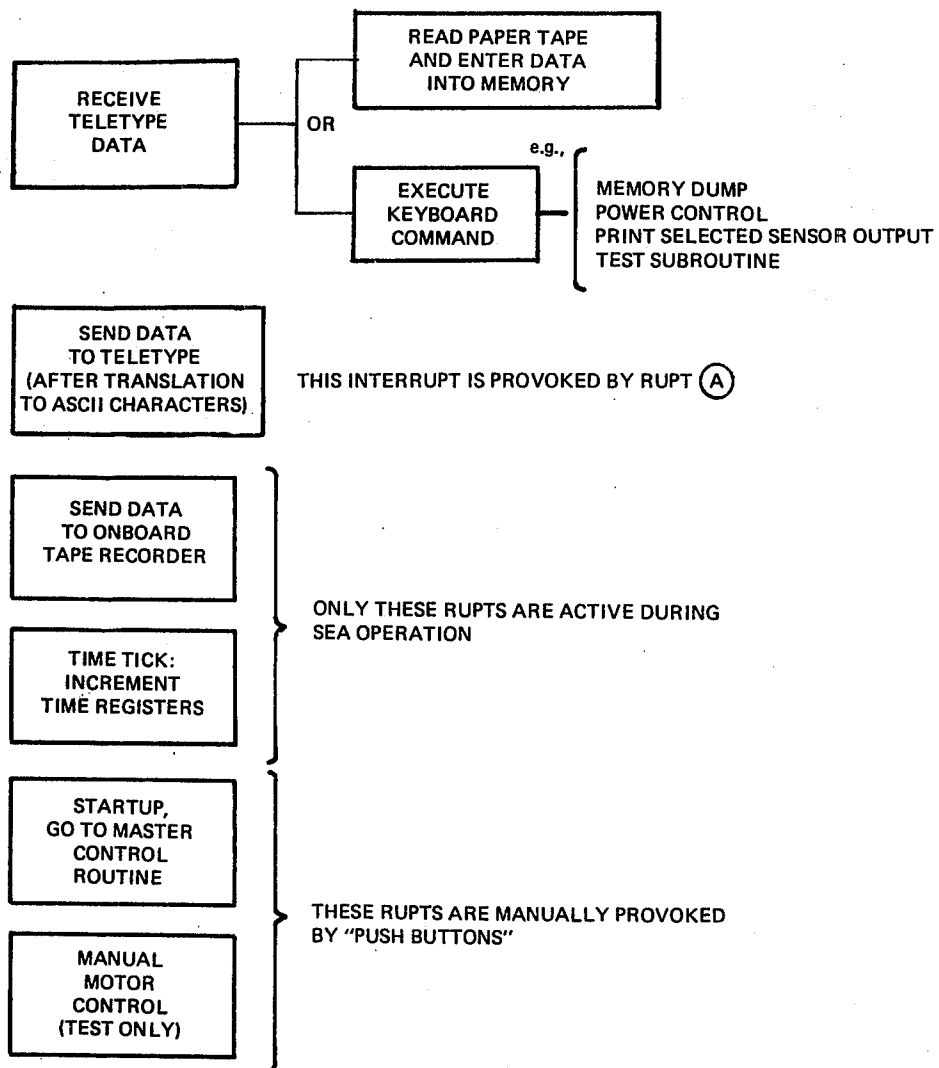 RECEIVE
TELETYPE
DATA
OR
READ PAPER TAPE
AND ENTER DATA
INTO MEMORY
EXECUTE
KEYBOARD
COMMAND
e.g.,
MEMORY DUMP
POWER CONTROL
PRINT SELECTED SENSOR OUTPUT
TEST SUBROUTINE
SEND DATA
TO TELETYPE
(AFTER TRANSLATION
TO ASCII CHARACTERS)
THIS INTERRUPT IS PROVOKED BY RUPT A
SEND DATA
TO ONBOARD
TAPE RECORDER
TIME TICK:
INCREMENT
TIME REGISTERS
ONLY THESE RUPTS ARE ACTIVE DURING
SEA OPERATION
STARTUP,
GO TO MASTER
CONTROL
ROUTINE
MANUAL
MOTOR
CONTROL
(TEST ONLY)
THESE RUPTS ARE MANUALLY PROVOKED
BY "PUSH BUTTONS"